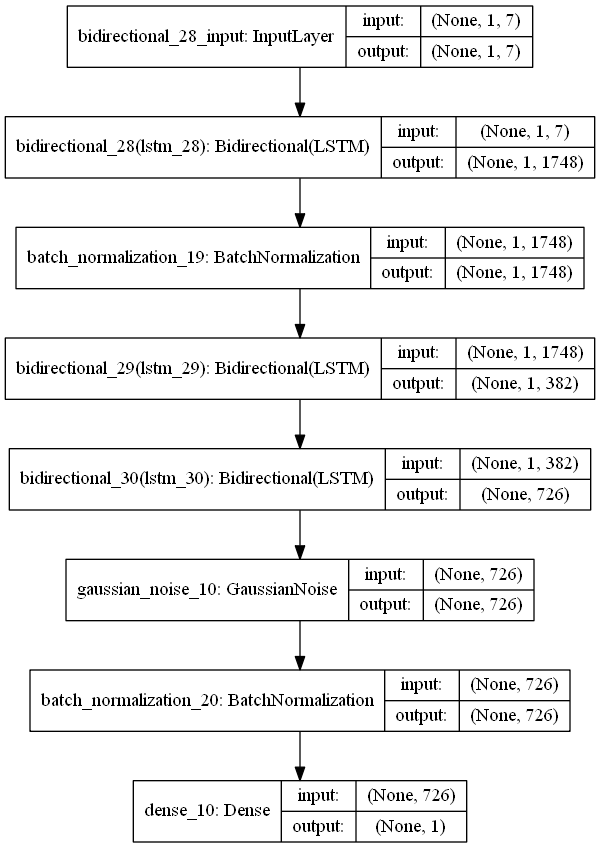 bidirectional_28_input: InputLayer
input: (None, 1, 7)
output: (None, 1, 7)
bidirectional_28(lstm_28): Bidirectional(LSTM)
input: (None, 1, 7)
output: (None, 1, 1748)
batch_normalization_19: BatchNormalization
input: (None, 1, 1748)
output: (None, 1, 1748)
bidirectional_29(lstm_29): Bidirectional(LSTM)
input: (None, 1, 1748)
output: (None, 1, 382)
bidirectional_30(lstm_30): Bidirectional(LSTM)
input: (None, 1, 382)
output: (None, 726)
gaussian_noise_10: GaussianNoise
input: (None, 726)
output: (None, 726)
batch_normalization_20: BatchNormalization
input: (None, 726)
output: (None, 726)
dense_10: Dense
input: (None, 726)
output: (None, 1)